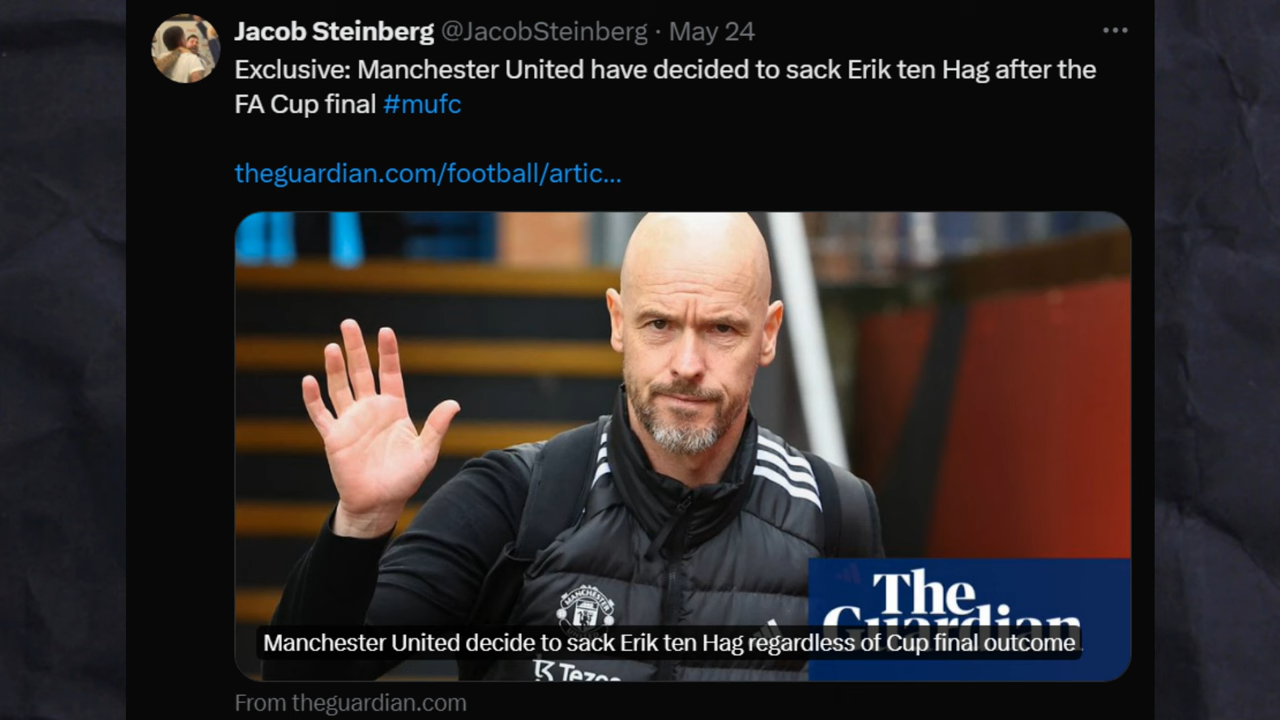 Jacob Steinberg @JacobSteinberg · May 24
Exclusive: Manchester United have decided to sack Erik ten Hag after the
FA Cup final #mufc
theguardian.com/football/artic...
MANCHESTER
The
Guardian
Manchester United decide to sack Erik ten Hag regardless of Cup final outcome
From theguardian.com